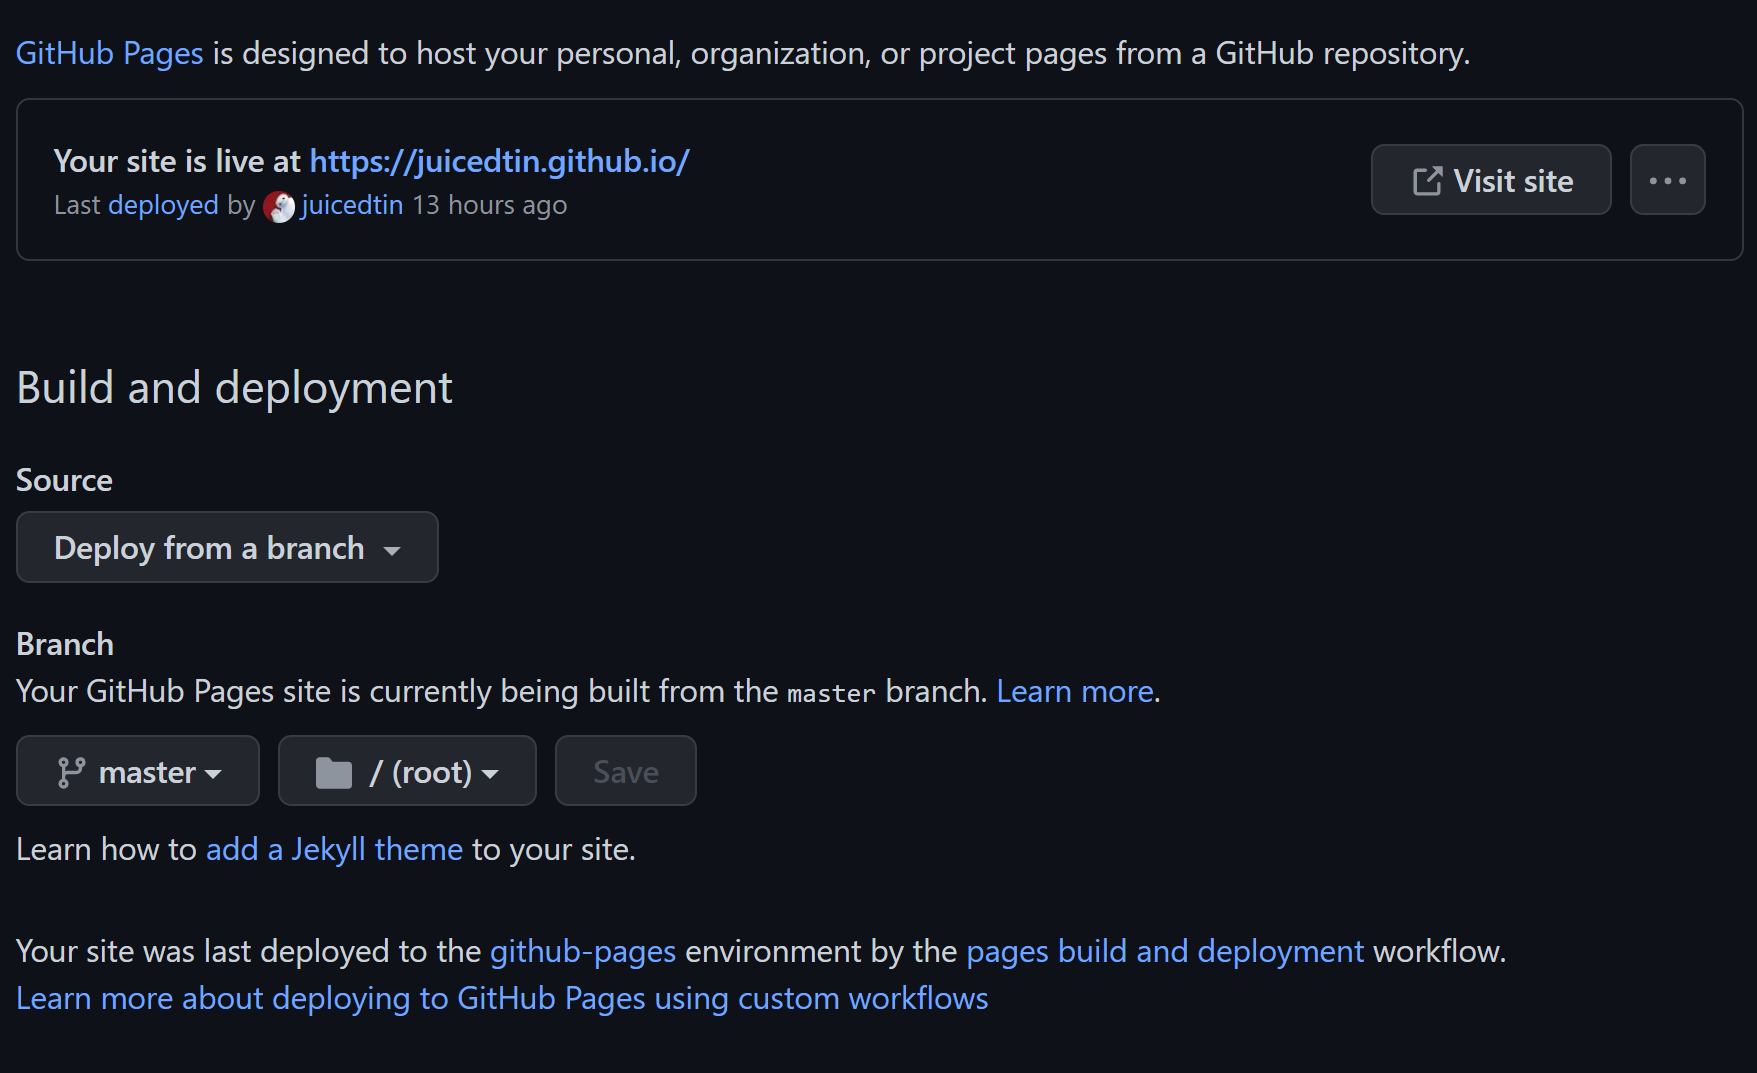 GitHub Pages is designed to host your personal, organization, or project pages from a GitHub repository.
Your site is live at https://juicedtin.github.io/
Visit site
Last deployed by juicedtin 13 hours ago
Build and deployment
Source
Deploy from a branch
Branch
Your GitHub Pages site is currently being built from the master branch. Learn more.
master
/ (root)
Save
Learn how to add a Jekyll theme to your site.
Your site was last deployed to the github-pages environment by the pages build and deployment workflow.
Learn more about deploying to GitHub Pages using custom workflows